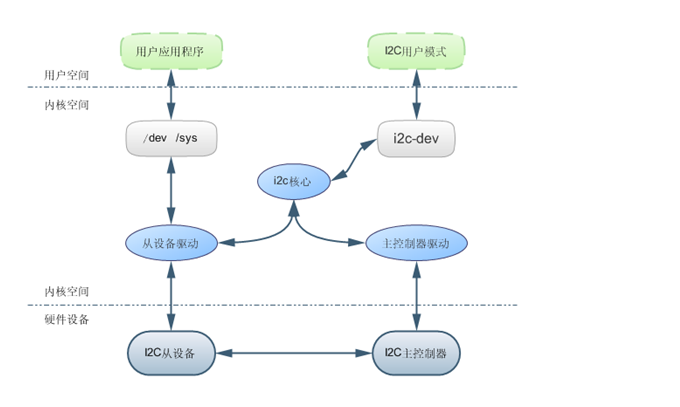 用户应用程序
I2C用户模式
用户空间
内核空间
/dev /sys
i2c-dev
i2c核心
从设备驱动
主控制器驱动
内核空间
硬件设备
I2C从设备
I2C主控制器